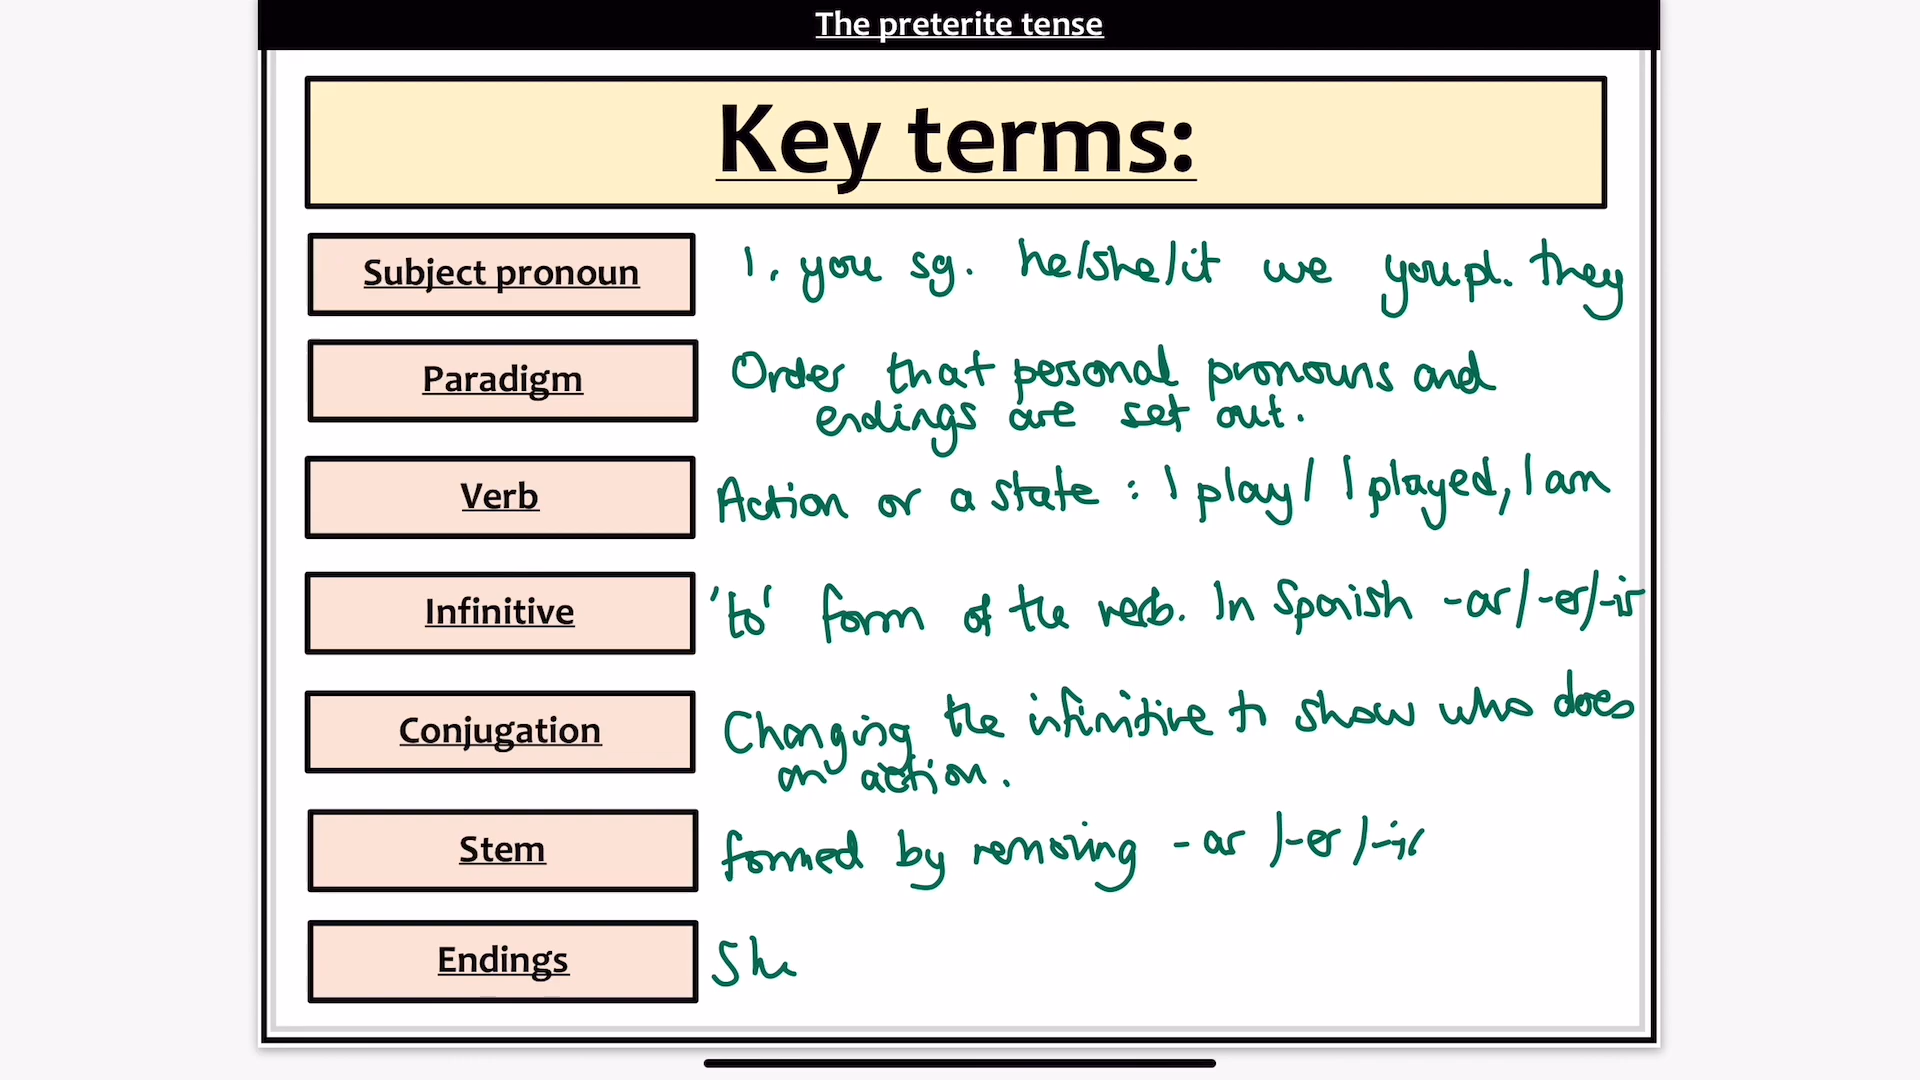 The preterite tense
Key terms:
Subject pronoun
I, you sg. he/she/it we you pl. they
Paradigm
Order that personal pronouns and
endings are set out.
Verb
Action or a state : I play / I played, I am
Infinitive
'to' form of the verb. In Spanish -ar/-er/-ir
Conjugation
Changing the infinitive to show who does
an action.
Stem
formed by removing -ar /-er /-ir
Endings
Sh